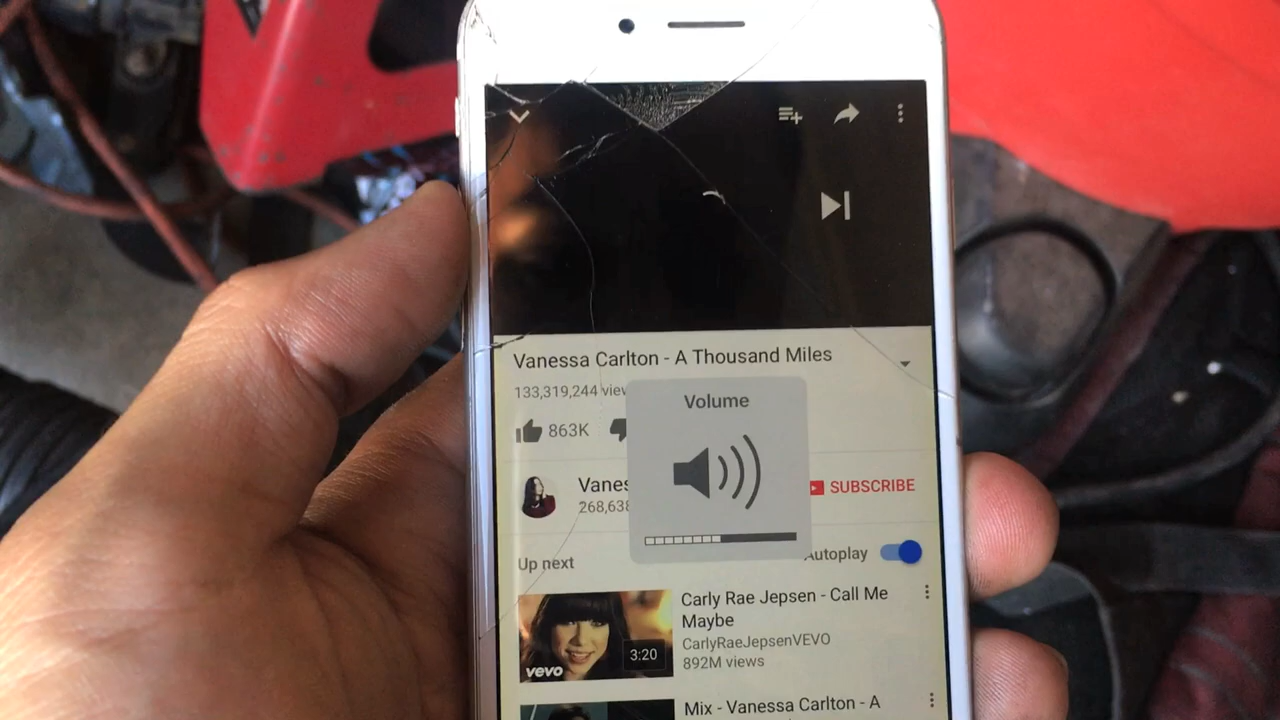 Vanessa Carlton - A Thousand Miles
133,319,244 view
Volume
863K
Vanes
268,638
SUBSCRIBE
Up next
Autoplay
Carly Rae Jepsen - Call Me
Maybe
CarlyRaeJepsenVEVO
892M views
3:20
vevo
Mix - Vanessa Carlton - A